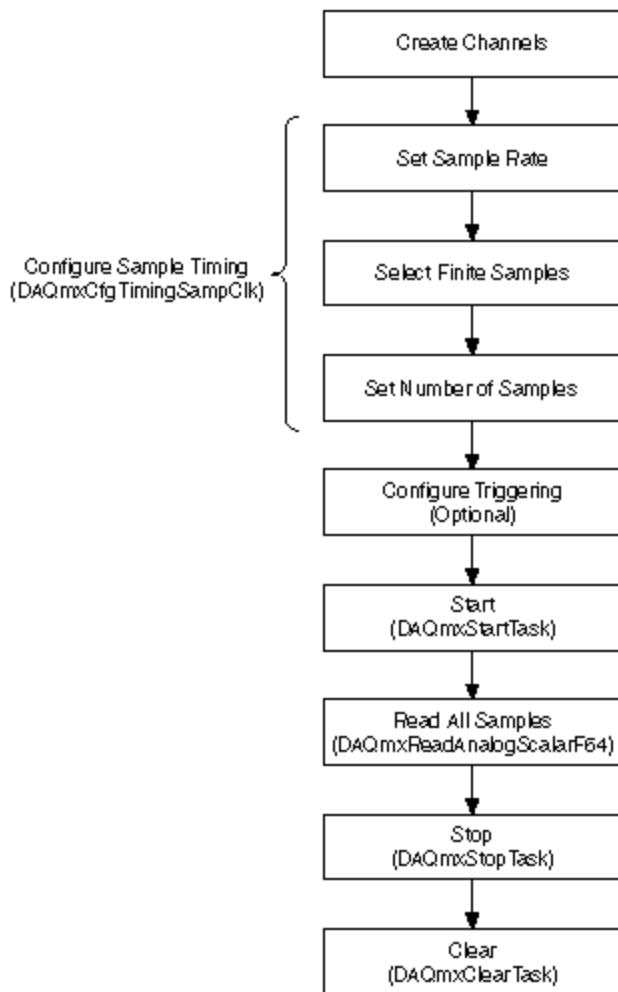 Create Channels
Set Sample Rate
Configure Sample Timing
(DAQmxCfgTimingSampClk)
Select Finite Samples
Set Number of Samples
Configure Triggering
(Optional)
Start
(DAQmxStartTask)
Read All Samples
(DAQmxReadAnalogScalarF64)
Stop
(DAQmxStopTask)
Clear
(DAQmxClearTask)